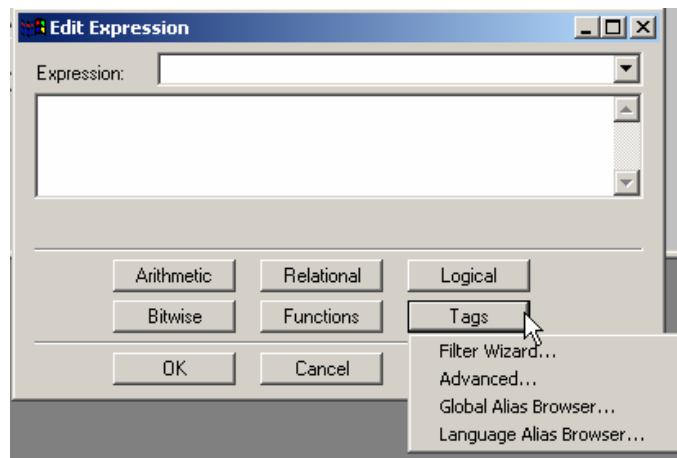 Edit Expression
Expression:
Arithmetic Relational Logical
Bitwise Functions Tags
OK Cancel
Filter Wizard...
Advanced...
Global Alias Browser...
Language Alias Browser...